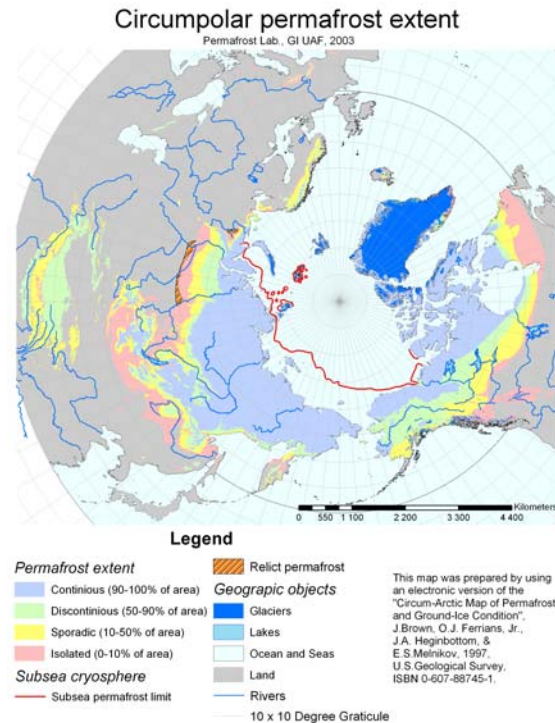 Circumpolar permafrost extent
Permafrost Lab., GI UAF, 2003
Kilometers
0 550 1 100 2 200 3 300 4 400
Legend
Permafrost extent
Continious (90-100% of area)
Discontinious (50-90% of area)
Sporadic (10-50% of area)
Isolated (0-10% of area)
Subsea cryosphere
Subsea permafrost limit
Relict permafrost
Geograpic objects
Glaciers
Lakes
Ocean and Seas
Land
Rivers
10 x 10 Degree Graticule
This map was prepared by using
an electronic version of the
"Circum-Arctic Map of Permafrost
and Ground-Ice Condition",
J.Brown, O.J. Ferrians, Jr.,
J.A. Heginbottom, &
E.S.Melnikov, 1997,
U.S.Geological Survey,
ISBN 0-607-88745-1.